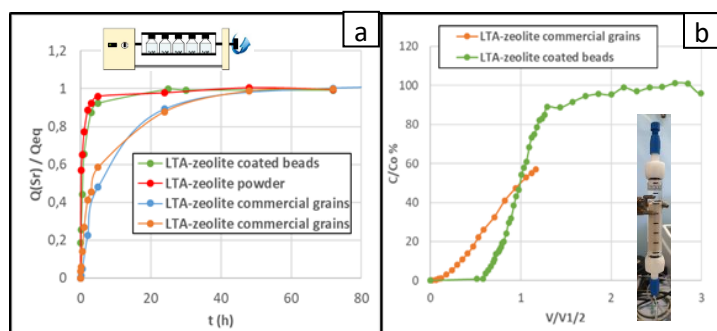 a
1,2
1
0,8
0,6
0,4
0,2
0
Q(Sr) / Qeq
LTA-zeolite coated beads
LTA-zeolite powder
LTA-zeolite commercial grains
LTA-zeolite commercial grains
0 20 40 60 80
t (h)
b
LTA-zeolite commercial grains
LTA-zeolite coated beads
120
100
80
60
40
20
0
C/Co %
0 1 2 3
V/V1/2